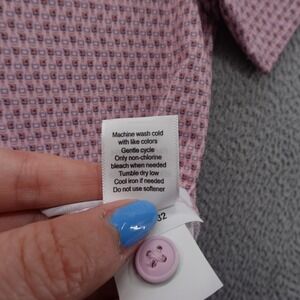 Machine wash cold
with like colors
Gentle cycle
Only non-chlorine
bleach when needed
Tumble dry low
Cool iron if needed
Do not use softener
32